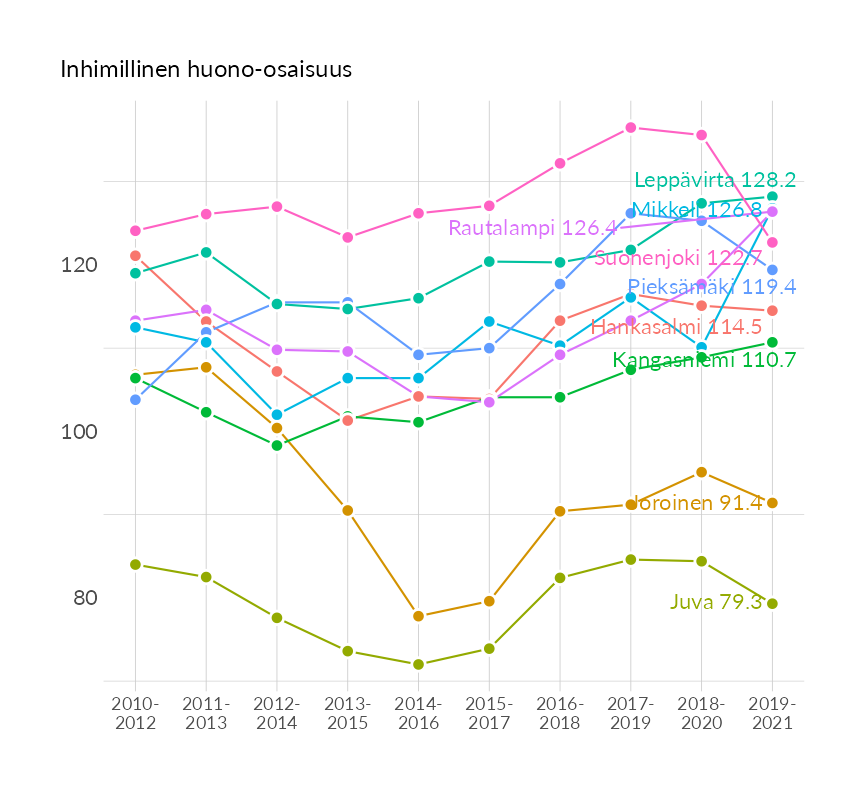 Inhimillinen huono-osaisuus
Leppävirta 128.2
Mikkeli 126.8
Rautalampi 126.4
Suonenjoki 122.7
120
Pieksämäki 119.4
Hankasalmi 114.5
Kangasniemi 110.7
100
Joroinen 91.4
80
Juva 79.3
2010-
2012
2011-
2013
2012-
2014
2013-
2015
2014-
2016
2015-
2017
2016-
2018
2017-
2019
2018-
2020
2019-
2021